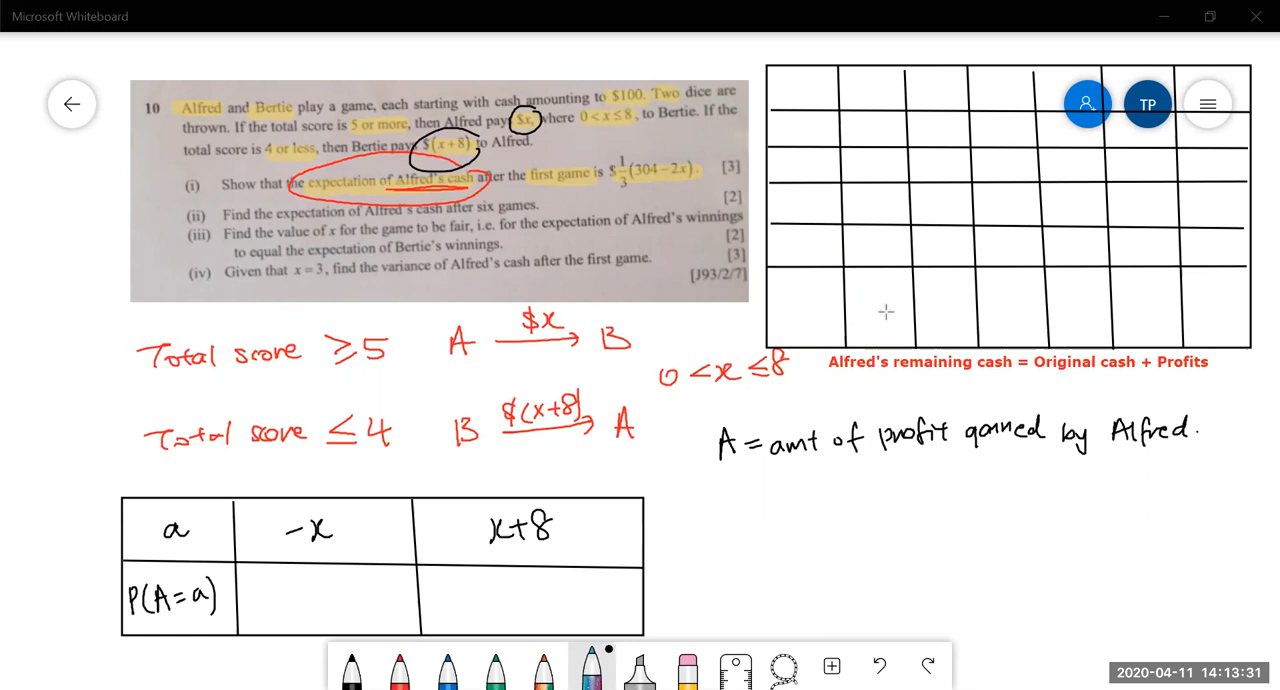 Microsoft Whiteboard
10 Alfred and Bertie play a game, each starting with cash amounting to $100. Two dice are
thrown. If the total score is 5 or more, then Alfred pays $x, where 0 < x ≤ 8, to Bertie. If the
total score is 4 or less, then Bertie pays $(x + 8) to Alfred.
(i) Show that the expectation of Alfred's cash after the first game is $1/3(304 − 2x). [3]
(ii) Find the expectation of Alfred's cash after six games. [2]
(iii) Find the value of x for the game to be fair, i.e. for the expectation of Alfred's winnings
to equal the expectation of Bertie's winnings. [2]
(iv) Given that x = 3, find the variance of Alfred's cash after the first game. [3]
[J93/2/7]
TP
Total score ≥ 5 A $x B
0 < x ≤ 8
Alfred's remaining cash = Original cash + Profits
Total score ≤ 4 B $(x+8) A
A = amt of profit gained by Alfred.
a -x x+8
P(A=a)
2020-04-11 14:13:31